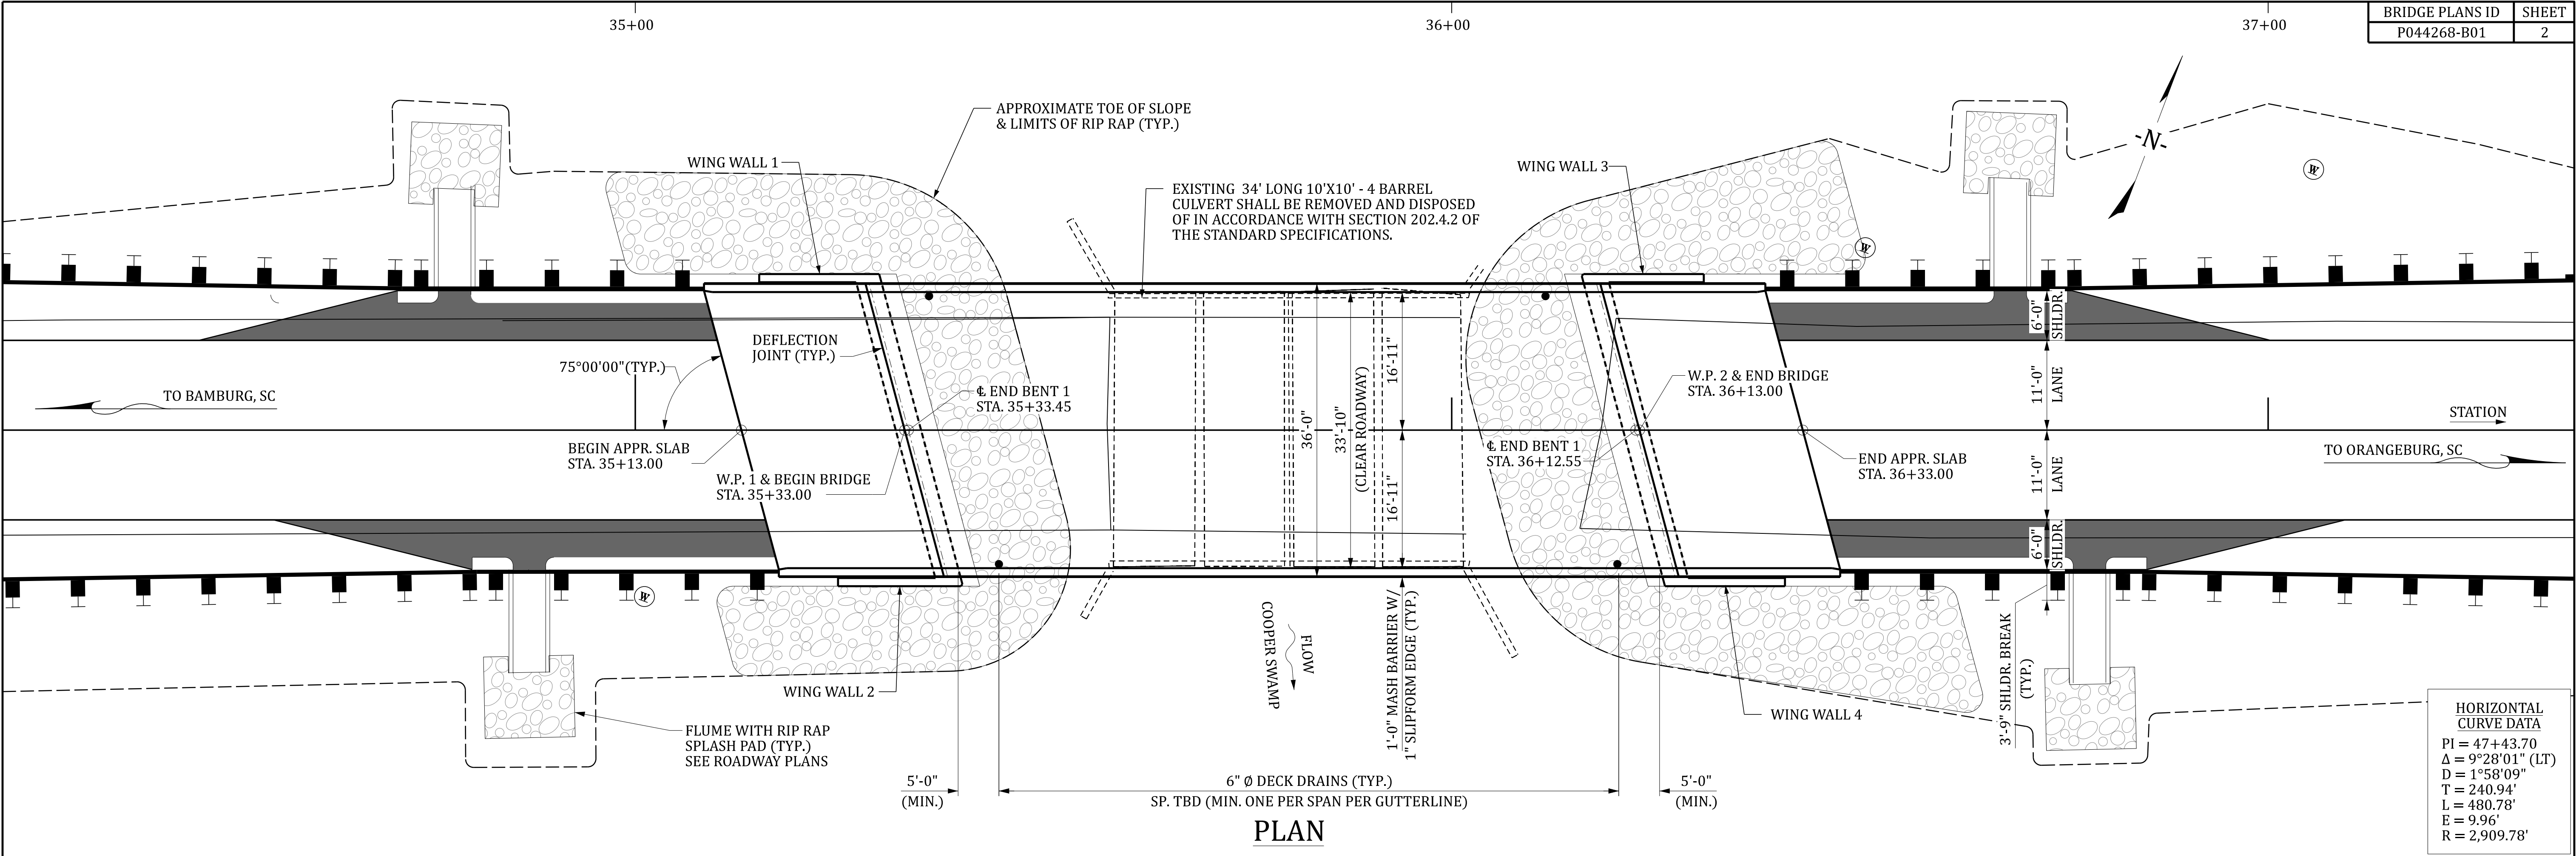 35+00
36+00
37+00
BRIDGE PLANS ID
SHEET
P044268-B01
2
APPROXIMATE TOE OF SLOPE
& LIMITS OF RIP RAP (TYP.)
WING WALL 1
EXISTING 34' LONG 10'X10' - 4 BARREL
CULVERT SHALL BE REMOVED AND DISPOSED
OF IN ACCORDANCE WITH SECTION 202.4.2 OF
THE STANDARD SPECIFICATIONS.
WING WALL 3
-N-
W
W
DEFLECTION
JOINT (TYP.)
75°00'00"(TYP.)
TO BAMBURG, SC
℄ END BENT 1
STA. 35+33.45
BEGIN APPR. SLAB
STA. 35+13.00
W.P. 1 & BEGIN BRIDGE
STA. 35+33.00
36'-0"
33'-10"
(CLEAR ROADWAY)
16'-11"
16'-11"
W.P. 2 & END BRIDGE
STA. 36+13.00
℄ END BENT 1
STA. 36+12.55
END APPR. SLAB
STA. 36+33.00
6'-0"
SHLDR.
11'-0"
LANE
11'-0"
LANE
6'-0"
SHLDR.
STATION
TO ORANGEBURG, SC
W
WING WALL 2
FLUME WITH RIP RAP
SPLASH PAD (TYP.)
SEE ROADWAY PLANS
COOPER SWAMP
FLOW
1'-0" MASH BARRIER W/
1" SLIPFORM EDGE (TYP.)
WING WALL 4
3'-9" SHLDR. BREAK
(TYP.)
5'-0"
(MIN.)
6" Ø DECK DRAINS (TYP.)
SP. TBD (MIN. ONE PER SPAN PER GUTTERLINE)
5'-0"
(MIN.)
PLAN
HORIZONTAL
CURVE DATA
PI = 47+43.70
Δ = 9°28'01" (LT)
D = 1°58'09"
T = 240.94'
L = 480.78'
E = 9.96'
R = 2,909.78'